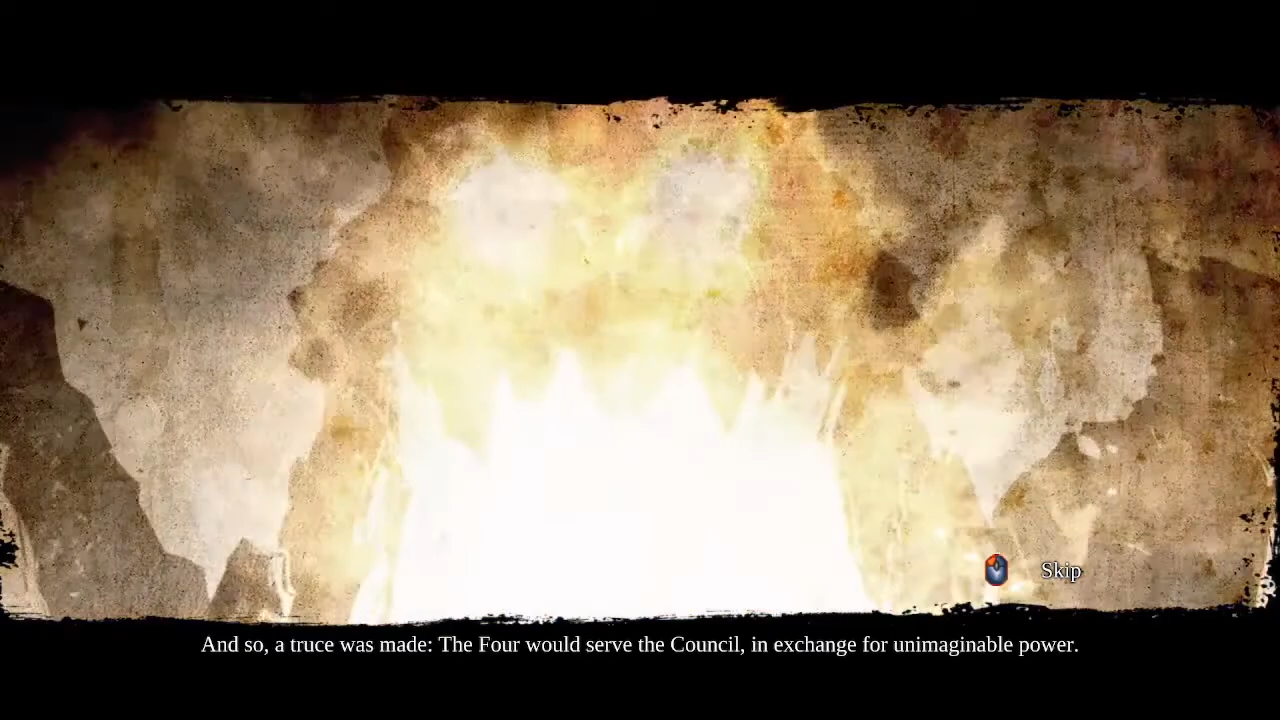 Skip
And so, a truce was made: The Four would serve the Council, in exchange for unimaginable power.